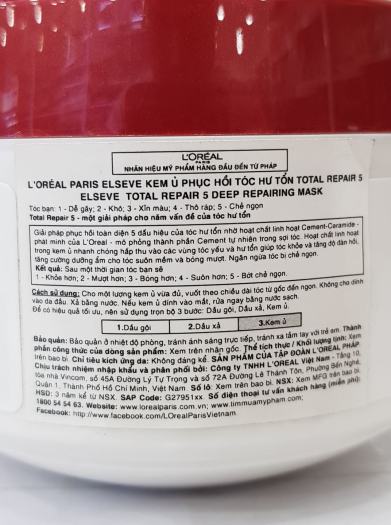 L'ORÉAL
PARIS
NHÃN HIỆU MỸ PHẨM HÀNG ĐẦU ĐẾN TỪ PHÁP
L'ORÉAL PARIS ELSEVE KEM Ủ PHỤC HỒI TÓC HƯ TỔN TOTAL REPAIR 5
ELSEVE TOTAL REPAIR 5 DEEP REPAIRING MASK
Tóc bạn: 1 - Dễ gãy; 2 - Khô; 3 - Xỉn màu; 4 - Thô ráp; 5 - Chẻ ngọn
Total Repair 5 - một giải pháp cho năm vấn đề của tóc hư tổn
Giải pháp phục hồi toàn diện 5 dấu hiệu của tóc hư tổn nhờ hoạt chất linh hoạt Cement-Ceramide -
phát minh của L'Oreal - mô phỏng thành phần Cement tự nhiên trong sợi tóc. Hoạt chất linh hoạt
trong kem ủ nhanh chóng hấp thu vào các vùng tóc yếu và hư tổn giúp tóc khỏe và tăng độ đàn hồi,
tăng cường dưỡng ẩm cho tóc suôn mềm và bóng mượt. Ngăn ngừa tóc bị chẻ ngọn.
Kết quả: Sau một thời gian tóc bạn sẽ
1 - Khỏe hơn; 2 - Mượt hơn; 3 - Bóng hơn; 4 - Suôn hơn; 5 - Bớt chẻ ngọn.
Cách sử dụng: Cho một lượng kem ủ vừa đủ, vuốt theo chiều dài tóc từ gốc đến ngọn. Không cho dính
vào da đầu. Xả bằng nước. Nếu kem ủ dính vào mắt, rửa ngay bằng nước sạch.
Để có hiệu quả tối ưu, nên sử dụng trọn bộ 3 bước: Dầu gội, Dầu xả, Kem ủ.
1.Dầu gội 2.Dầu xả 3.Kem ủ
Bảo quản: Bảo quản ở nhiệt độ phòng, tránh ánh sáng trực tiếp, tránh xa tầm tay với trẻ em. Thành
phần công thức của dòng sản phẩm: Xem trên nhãn gốc. Thể tích thực / Khối lượng tịnh: Xem
trên bao bì. Chỉ tiêu kích ứng da: Không đáng kể. SẢN PHẨM CỦA TẬP ĐOÀN L'OREAL PHÁP.
Chịu trách nhiệm nhập khẩu và phân phối bởi: Công ty TNHH L'OREAL Việt Nam - Tầng 10,
tòa nhà Vincom, số 45A Đường Lý Tự Trọng và số 72A Đường Lê Thánh Tôn, Phường Bến Nghé,
Quận 1, Thành Phố Hồ Chí Minh, Việt Nam. Số lô: Xem trên bao bì. NSX: Xem MFG trên bao bì.
HSD: 3 năm kể từ NSX. SAP Code: G27951xx. Số điện thoại tư vấn khách hàng (miễn phí):
1800 54 54 63. Website: www.lorealparis.com.vn; www.timmuamypham.com;
Facebook: http://www.facebook.com/LOrealParisVietnam.